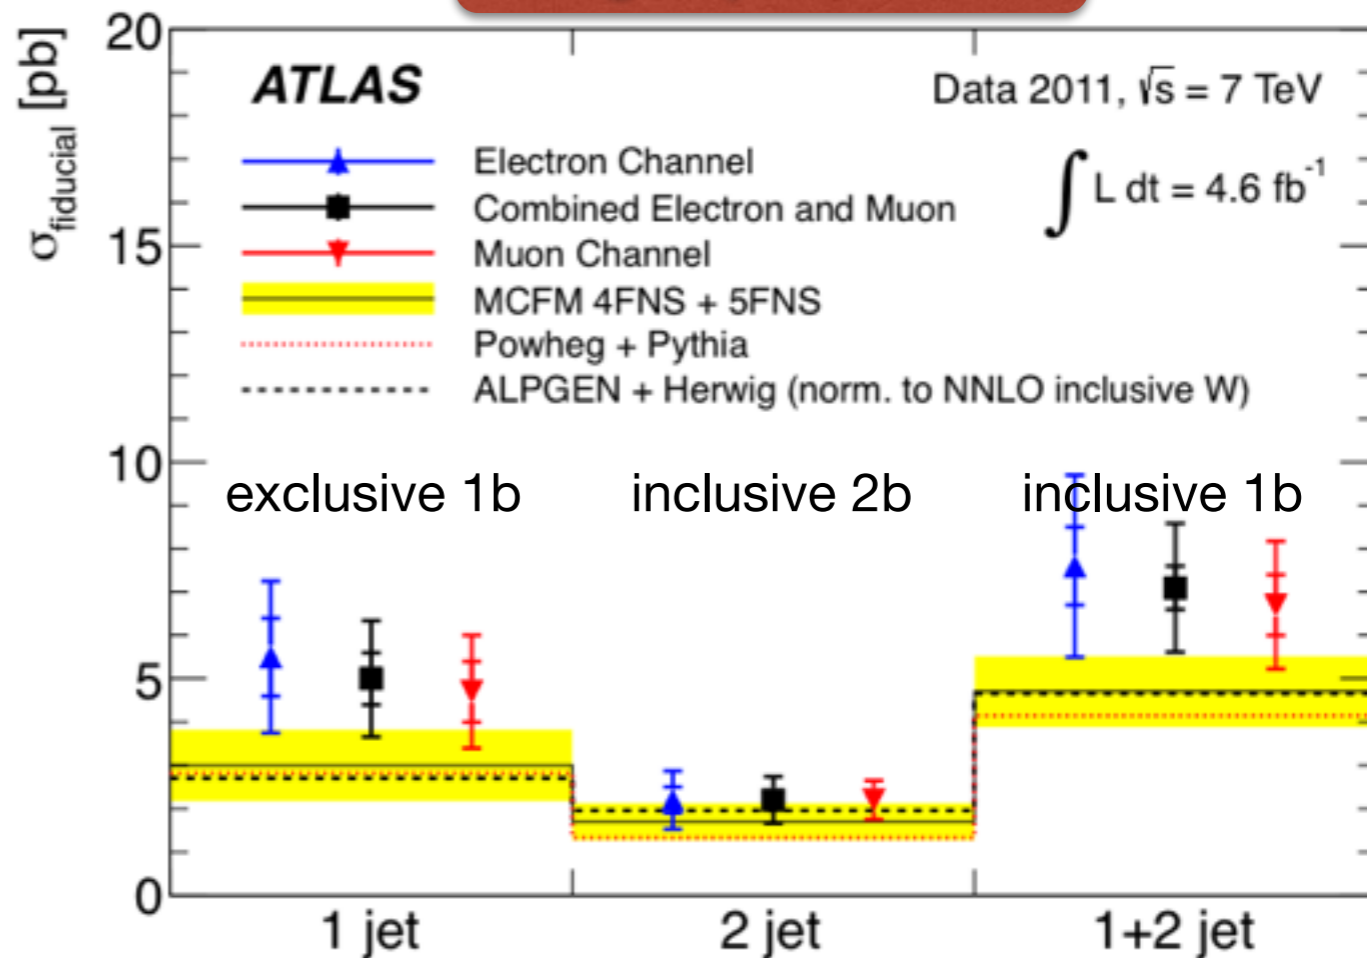 20
σfiducial [pb]
ATLAS
Data 2011, √s = 7 TeV
Electron Channel
∫ L dt = 4.6 fb⁻¹
Combined Electron and Muon
Muon Channel
15
MCFM 4FNS + 5FNS
Powheg + Pythia
ALPGEN + Herwig (norm. to NNLO inclusive W)
10
exclusive 1b
inclusive 2b
inclusive 1b
5
0
1 jet
2 jet
1+2 jet